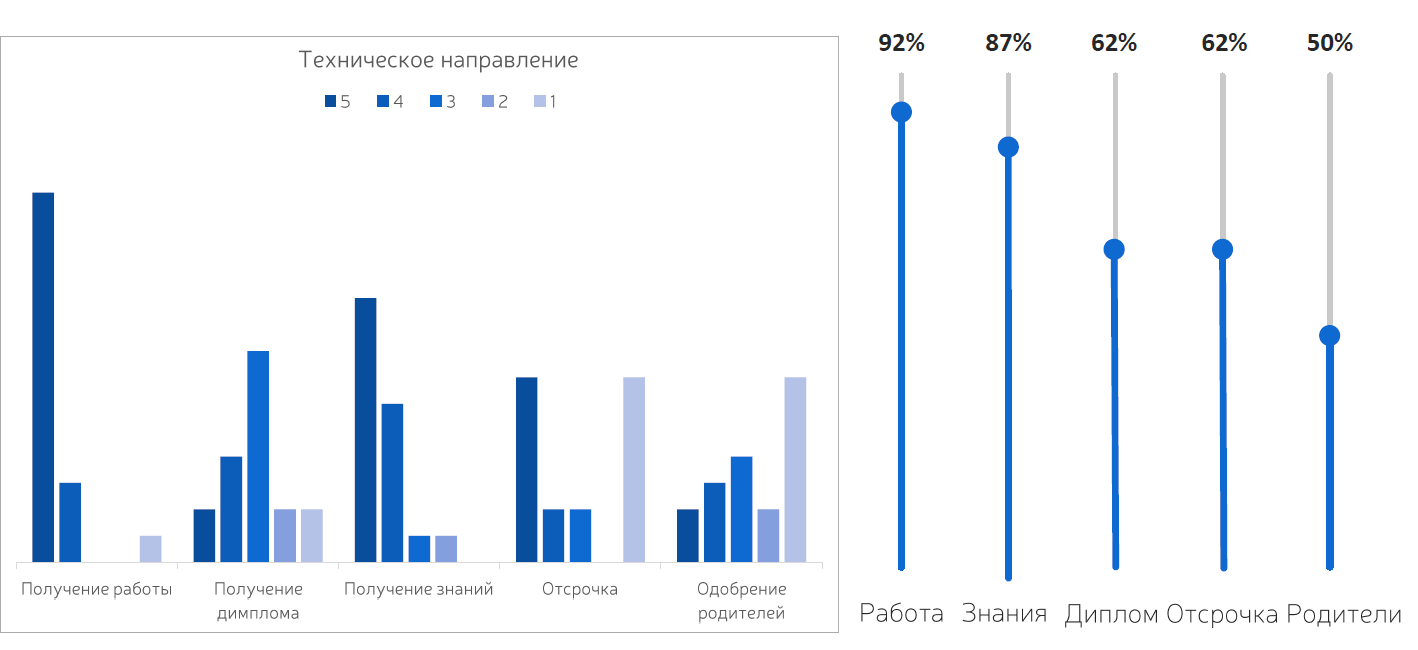 Техническое направление
5 4 3 2 1
Получение работы
Получение
димплома
Получение знаний
Отсрочка
Одобрение
родителей
92% 87% 62% 62% 50%
Работа Знания Диплом Отсрочка Родители